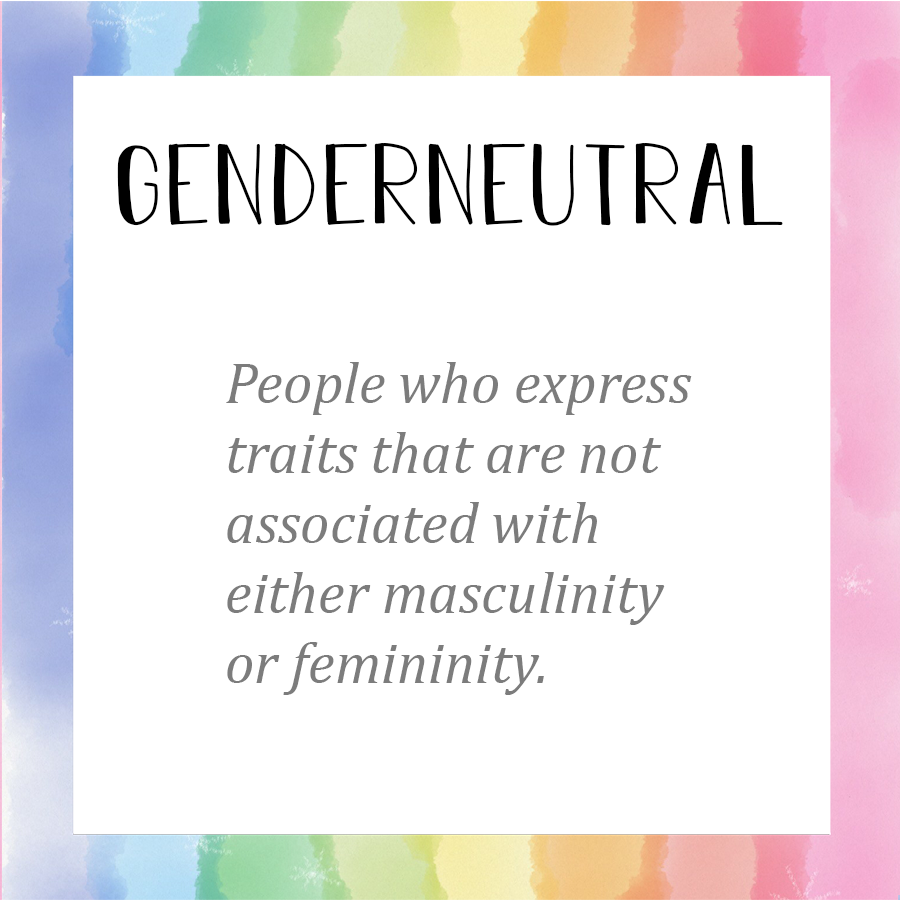 GENDERNEUTRAL
People who express
traits that are not
associated with
either masculinity
or femininity.